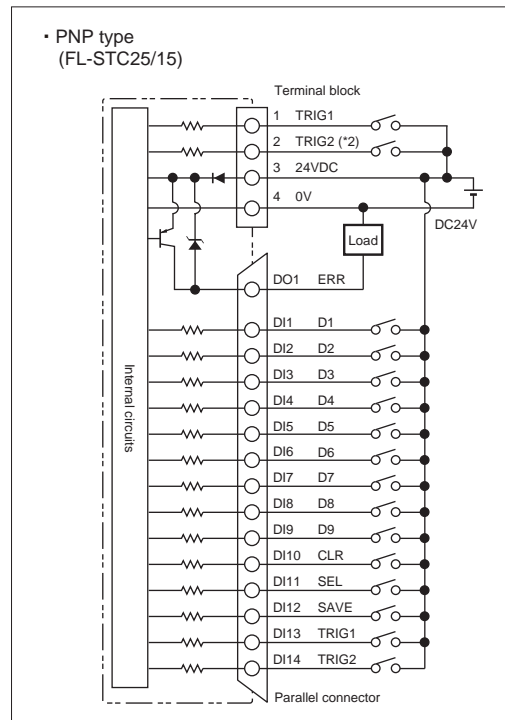 ・PNP type
(FL-STC25/15)
Terminal block
1 TRIG1
2 TRIG2 (*2)
3 24VDC
4 0V
DC24V
Load
DO1 ERR
DI1 D1
DI2 D2
DI3 D3
DI4 D4
DI5 D5
DI6 D6
DI7 D7
DI8 D8
DI9 D9
DI10 CLR
DI11 SEL
DI12 SAVE
DI13 TRIG1
DI14 TRIG2
Internal circuits
Parallel connector